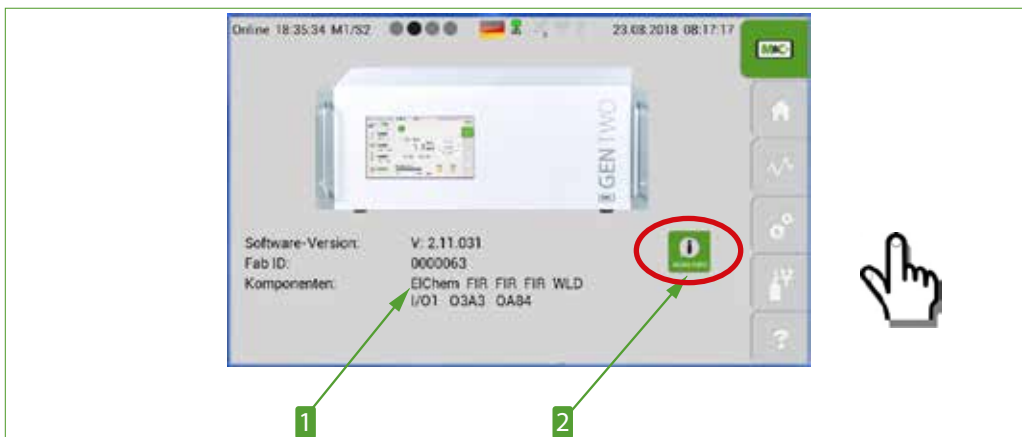 Online 18:35:34 M1/S2 23.08.2018 08:17:17
GENTWO
Software-Version: V: 2.11.031
Fab ID: 0000063
Komponenten: ElChem FIR FIR FIR WLD
I/O1 O3A3 OA84
i
?
1
2